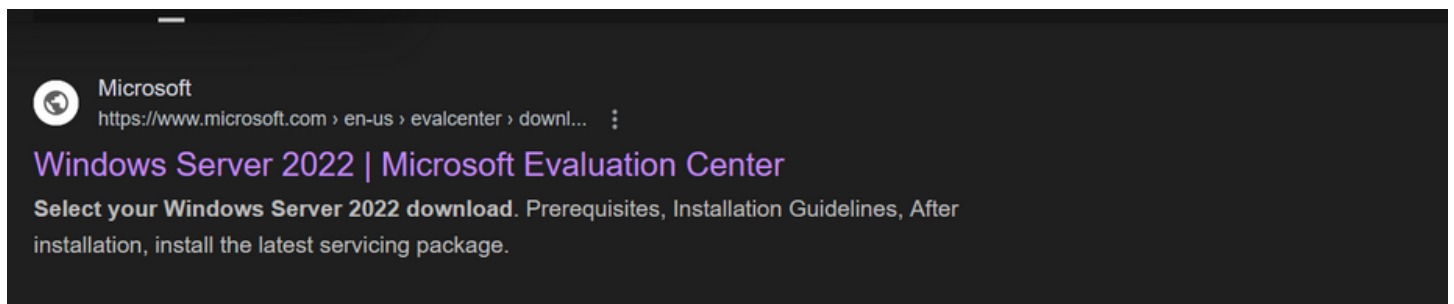 Microsoft
https://www.microsoft.com › en-us › evalcenter › downl...
Windows Server 2022 | Microsoft Evaluation Center
Select your Windows Server 2022 download. Prerequisites, Installation Guidelines, After
installation, install the latest servicing package.